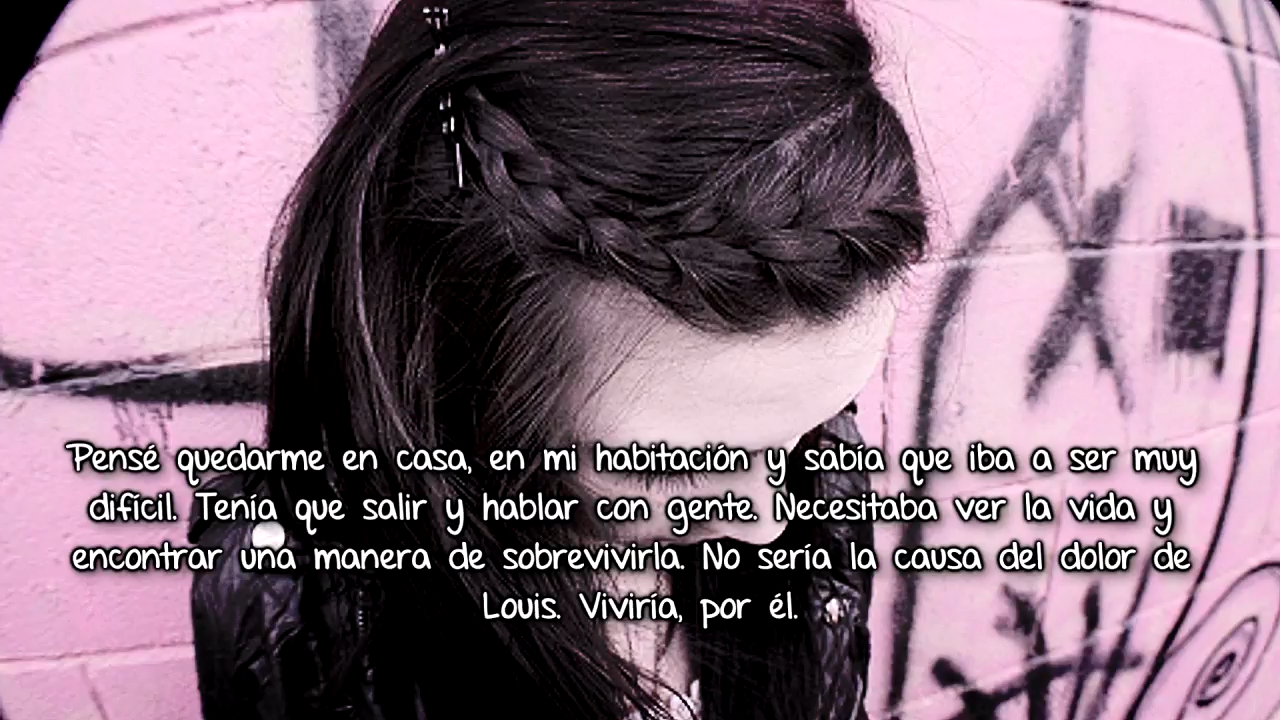 Pensé quedarme en casa, en mi habitación y sabía que iba a ser muy
difícil. Tenía que salir y hablar con gente. Necesitaba ver la vida y
encontrar una manera de sobrevivirla. No sería la causa del dolor de
Louis. Viviría, por él.